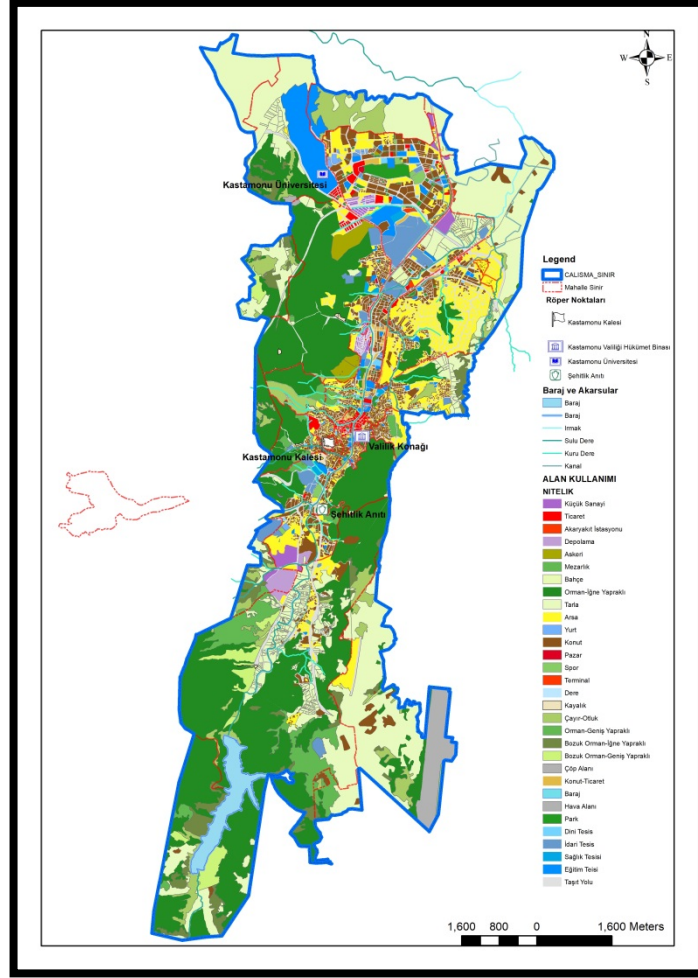 N
W E
S
Kastamonu Üniversitesi
Valilik Konağı
Kastamonu Kalesi
Şehitlik Anıtı
Legend
CALISMA_SINIR
Mahalle Sinir
Röper Noktaları
Kastamonu Kalesi
Kastamonu Valiliği Hükümet Binası
Kastamonu Üniversitesi
Şehitlik Anıtı
Baraj ve Akarsular
Baraj
Baraj
Irmak
Sulu Dere
Kuru Dere
Kanal
ALAN KULLANIMI
NITELIK
Küçük Sanayi
Ticaret
Akaryakıt İstasyonu
Depolama
Askeri
Mezarlık
Bahçe
Orman-İğne Yapraklı
Tarla
Arsa
Yurt
Konut
Pazar
Spor
Terminal
Dere
Kayalık
Çayır-Otluk
Orman-Geniş Yapraklı
Bozuk Orman-İğne Yapraklı
Bozuk Orman-Geniş Yapraklı
Çöp Alanı
Konut-Ticaret
Baraj
Hava Alanı
Park
Dini Tesis
İdari Tesis
Sağlık Tesisi
Eğitim Teisi
Taşıt Yolu
1,600 800 0 1,600 Meters